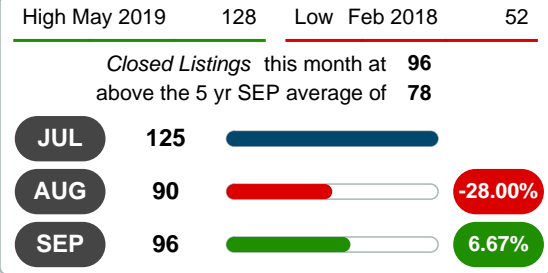 High May 2019 128 Low Feb 2018 52
Closed Listings this month at 96
above the 5 yr SEP average of 78
JUL 125
AUG 90 -28.00%
SEP 96 6.67%